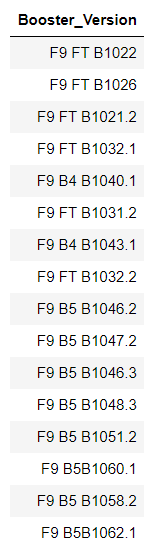 Booster_Version
F9 FT B1022
F9 FT B1026
F9 FT B1021.2
F9 FT B1032.1
F9 B4 B1040.1
F9 FT B1031.2
F9 B4 B1043.1
F9 FT B1032.2
F9 B5 B1046.2
F9 B5 B1047.2
F9 B5 B1046.3
F9 B5 B1048.3
F9 B5 B1051.2
F9 B5B1060.1
F9 B5 B1058.2
F9 B5B1062.1